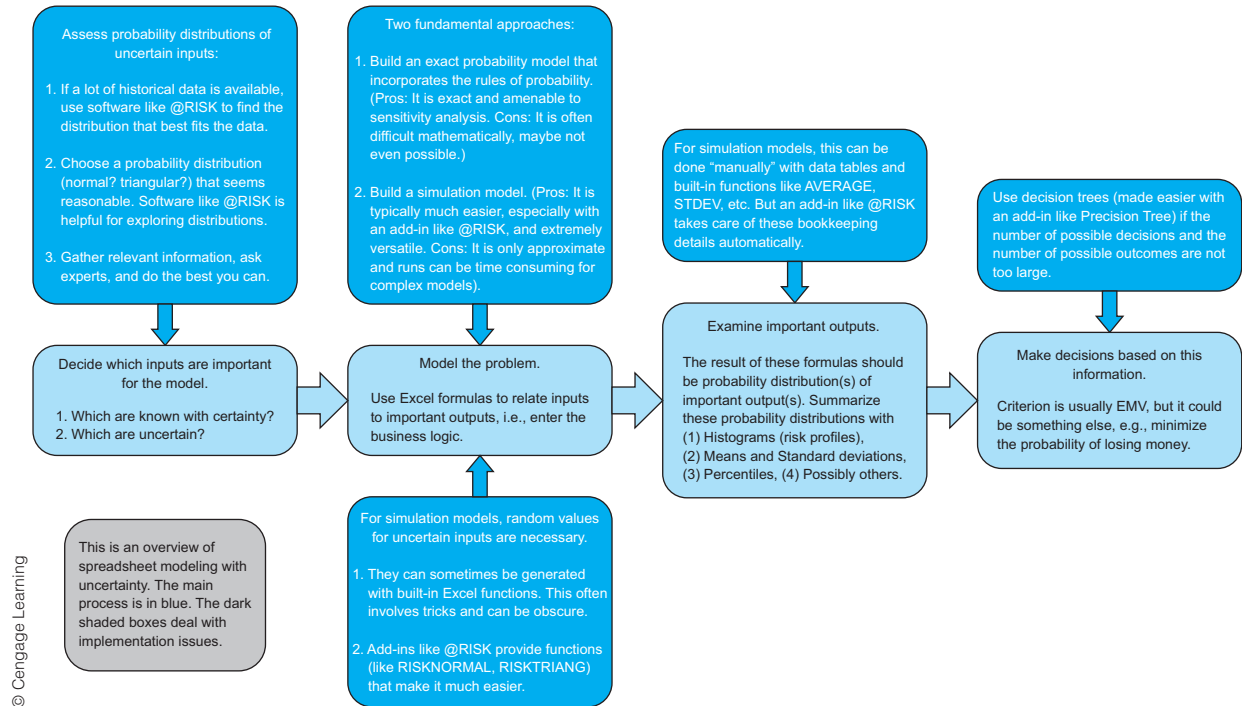 Assess probability distributions of
uncertain inputs:
1. If a lot of historical data is available,
use software like @RISK to find the
distribution that best fits the data.
2. Choose a probability distribution
(normal? triangular?) that seems
reasonable. Software like @RISK is
helpful for exploring distributions.
3. Gather relevant information, ask
experts, and do the best you can.
Two fundamental approaches:
1. Build an exact probability model that
incorporates the rules of probability.
(Pros: It is exact and amenable to
sensitivity analysis. Cons: It is often
difficult mathematically, maybe not
even possible.)
2. Build a simulation model. (Pros: It is
typically much easier, especially with
an add-in like @RISK, and extremely
versatile. Cons: It is only approximate
and runs can be time consuming for
complex models).
For simulation models, this can be
done “manually” with data tables and
built-in functions like AVERAGE,
STDEV, etc. But an add-in like @RISK
takes care of these bookkeeping
details automatically.
Use decision trees (made easier with
an add-in like Precision Tree) if the
number of possible decisions and the
number of possible outcomes are not
too large.
Decide which inputs are important
for the model.
1. Which are known with certainty?
2. Which are uncertain?
Model the problem.
Use Excel formulas to relate inputs
to important outputs, i.e., enter the
business logic.
Examine important outputs.
The result of these formulas should
be probability distribution(s) of
important output(s). Summarize
these probability distributions with
(1) Histograms (risk profiles),
(2) Means and Standard deviations,
(3) Percentiles, (4) Possibly others.
Make decisions based on this
information.
Criterion is usually EMV, but it could
be something else, e.g., minimize
the probability of losing money.
This is an overview of
spreadsheet modeling with
uncertainty. The main
process is in blue. The dark
shaded boxes deal with
implementation issues.
For simulation models, random values
for uncertain inputs are necessary.
1. They can sometimes be generated
with built-in Excel functions. This often
involves tricks and can be obscure.
2. Add-ins like @RISK provide functions
(like RISKNORMAL, RISKTRIANG)
that make it much easier.
© Cengage Learning